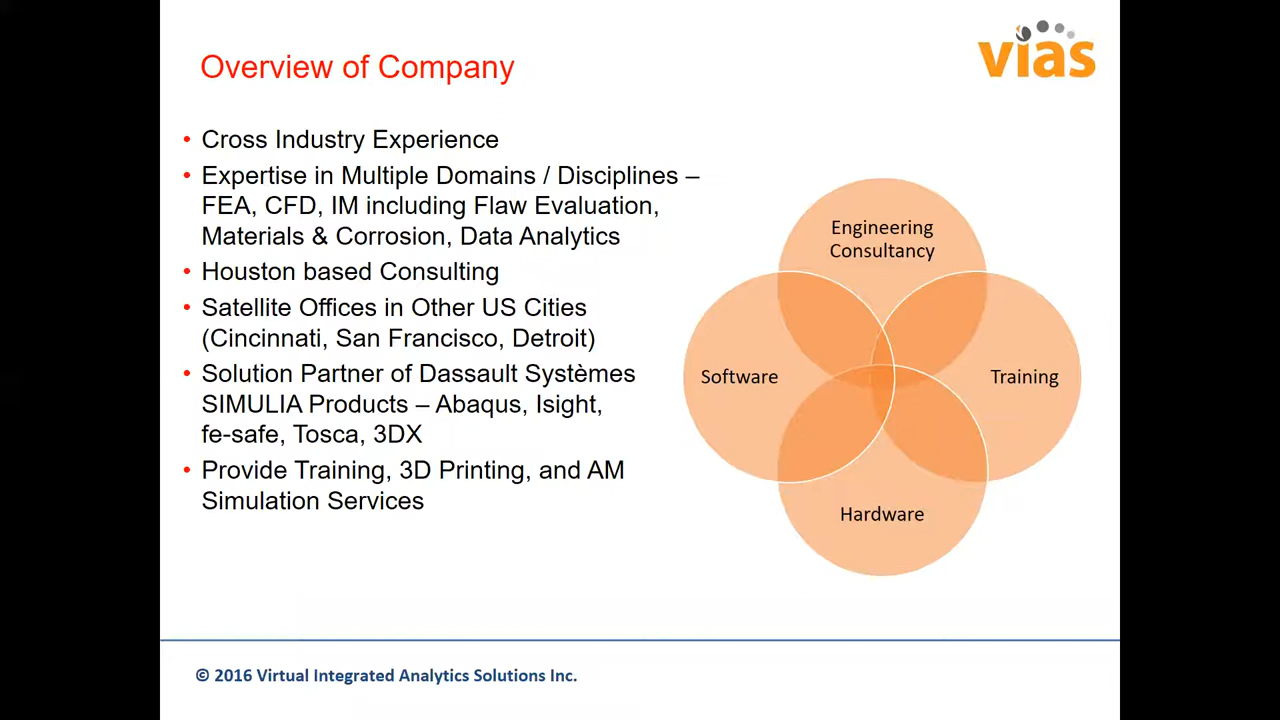 Overview of Company
vias
• Cross Industry Experience
• Expertise in Multiple Domains / Disciplines –
FEA, CFD, IM including Flaw Evaluation,
Materials & Corrosion, Data Analytics
• Houston based Consulting
• Satellite Offices in Other US Cities
(Cincinnati, San Francisco, Detroit)
• Solution Partner of Dassault Systèmes
SIMULIA Products – Abaqus, Isight,
fe-safe, Tosca, 3DX
• Provide Training, 3D Printing, and AM
Simulation Services
Engineering
Consultancy
Software
Training
Hardware
© 2016 Virtual Integrated Analytics Solutions Inc.